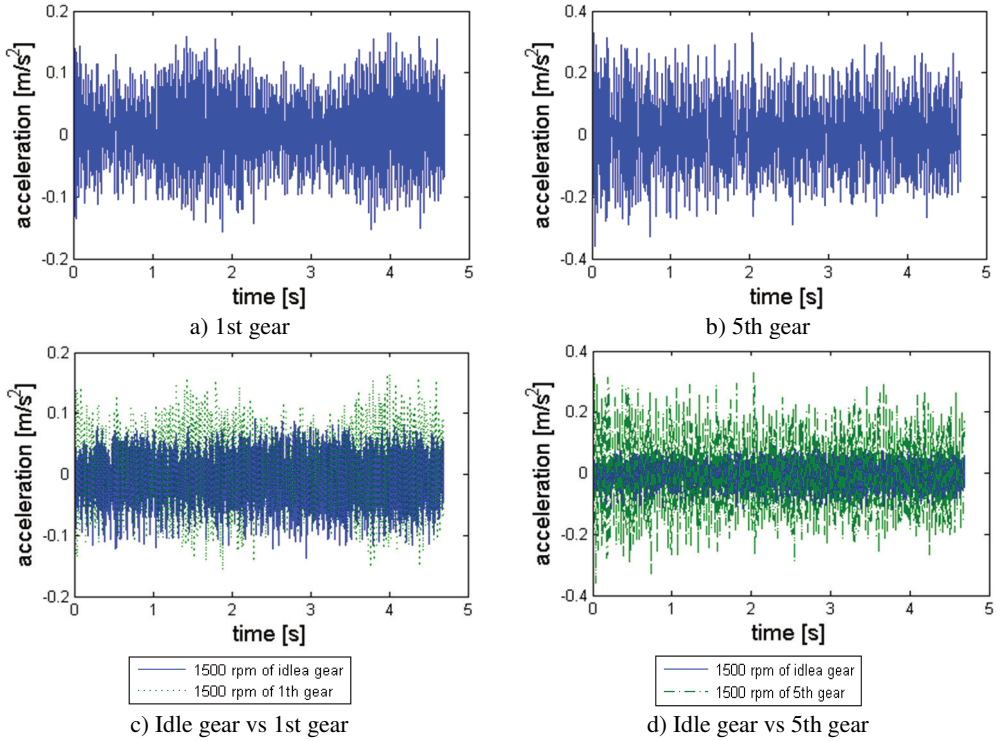 0.2
0.1
0
-0.1
-0.2
acceleration [m/s²]
0 1 2 3 4 5
time [s]
a) 1st gear
0.4
0.2
0
-0.2
-0.4
acceleration [m/s²]
0 1 2 3 4 5
time [s]
b) 5th gear
0.2
0.1
0
-0.1
-0.2
acceleration [m/s²]
0 1 2 3 4 5
time [s]
1500 rpm of idlea gear
1500 rpm of 1th gear
c) Idle gear vs 1st gear
0.4
0.2
0
-0.2
-0.4
acceleration [m/s²]
0 1 2 3 4 5
time [s]
1500 rpm of idlea gear
1500 rpm of 5th gear
d) Idle gear vs 5th gear